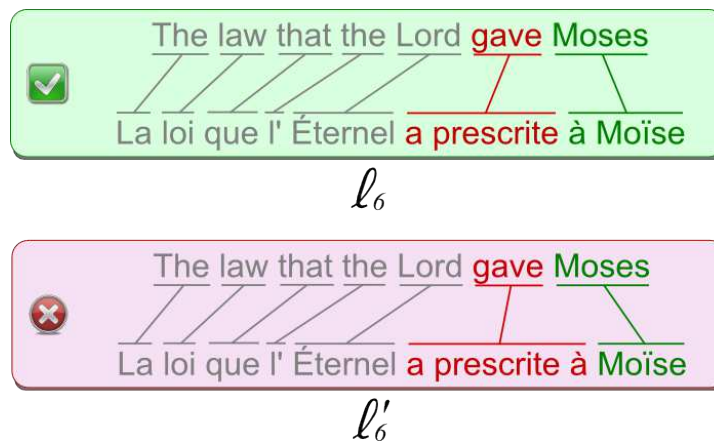 The law that the Lord gave Moses
La loi que l' Éternel a prescrite à Moïse
ℓ₆
The law that the Lord gave Moses
La loi que l' Éternel a prescrite à Moïse
ℓ₆′